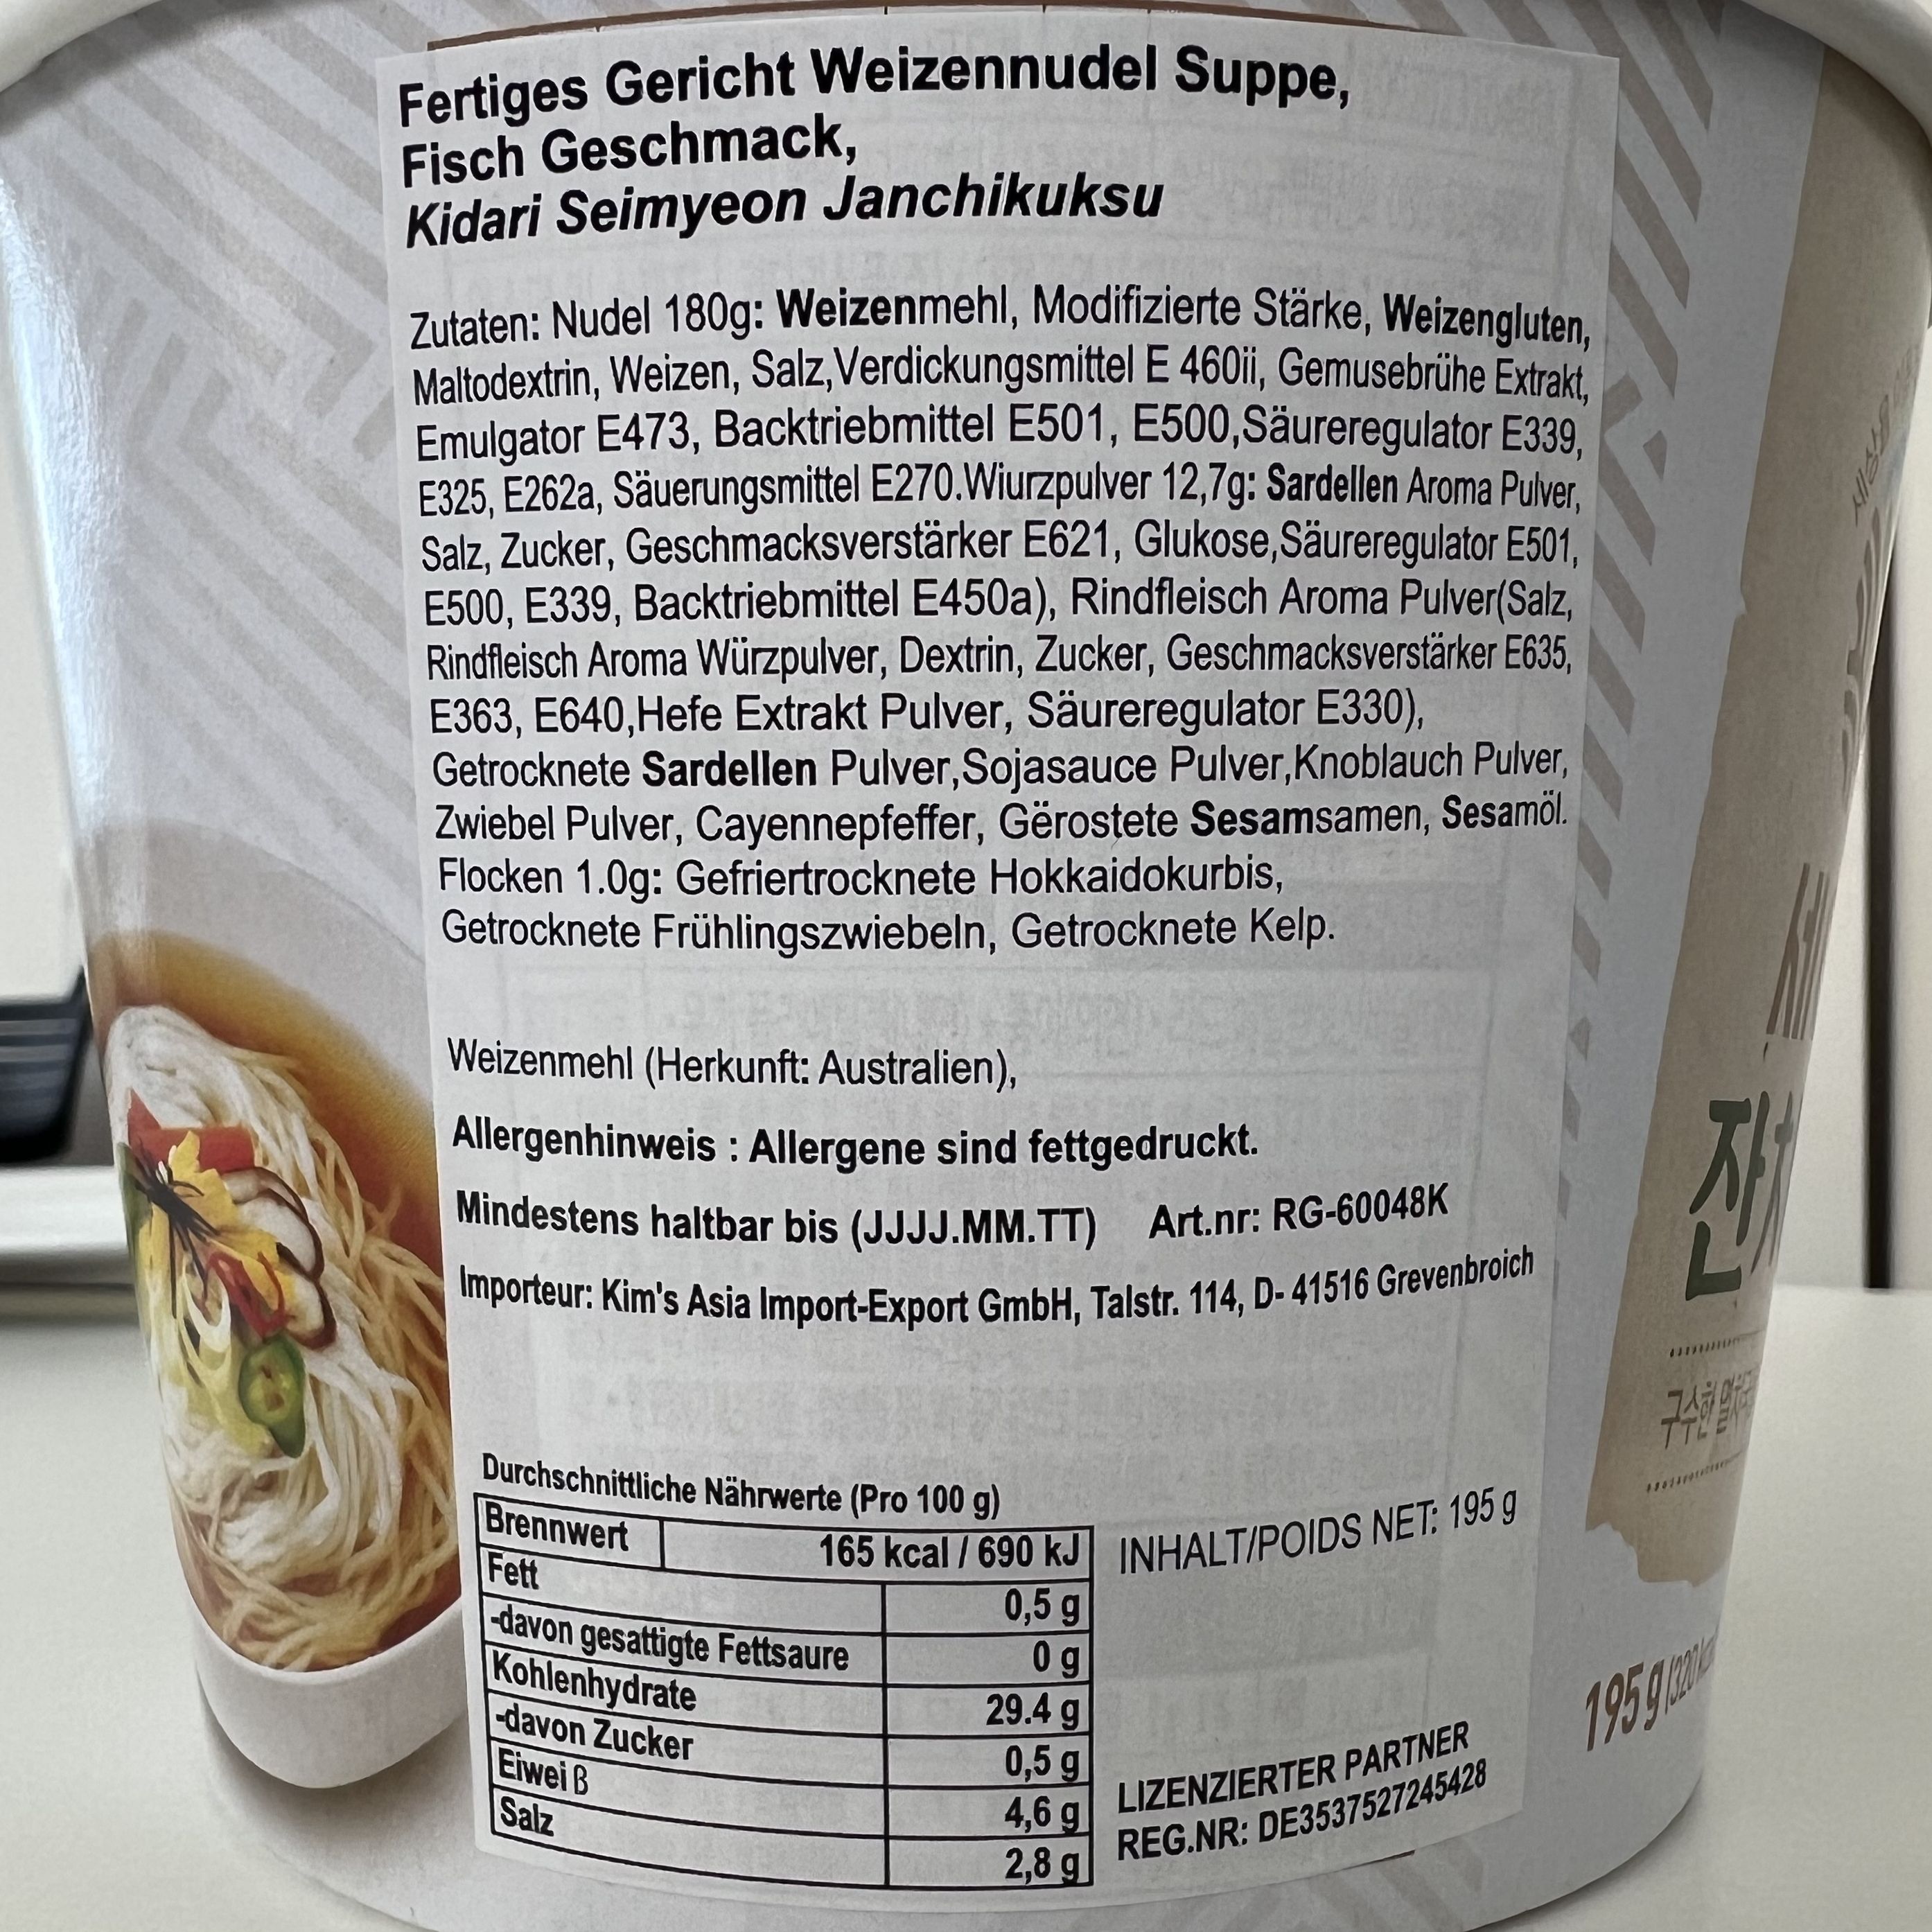 Fertiges Gericht Weizennudel Suppe,
Fisch Geschmack,
Kidari Seimyeon Janchikuksu
Zutaten: Nudel 180g: Weizenmehl, Modifizierte Stärke, Weizengluten,
Maltodextrin, Weizen, Salz,Verdickungsmittel E 460ii, Gemusebrühe Extrakt,
Emulgator E473, Backtriebmittel E501, E500,Säureregulator E339,
E325, E262a, Säuerungsmittel E270.Wiurzpulver 12,7g: Sardellen Aroma Pulver,
Salz, Zucker, Geschmacksverstärker E621, Glukose,Säureregulator E501,
E500, E339, Backtriebmittel E450a), Rindfleisch Aroma Pulver(Salz,
Rindfleisch Aroma Würzpulver, Dextrin, Zucker, Geschmacksverstärker E635,
E363, E640,Hefe Extrakt Pulver, Säureregulator E330),
Getrocknete Sardellen Pulver,Sojasauce Pulver,Knoblauch Pulver,
Zwiebel Pulver, Cayennepfeffer, Gërostete Sesamsamen, Sesamöl.
Flocken 1.0g: Gefriertrocknete Hokkaidokurbis,
Getrocknete Frühlingszwiebeln, Getrocknete Kelp.
Weizenmehl (Herkunft: Australien),
Allergenhinweis : Allergene sind fettgedruckt.
Mindestens haltbar bis (JJJJ.MM.TT) Art.nr: RG-60048K
Importeur: Kim's Asia Import-Export GmbH, Talstr. 114, D- 41516 Grevenbroich
Durchschnittliche Nährwerte (Pro 100 g)
Brennwert 165 kcal / 690 kJ
Fett 0,5 g
-davon gesattigte Fettsaure 0 g
Kohlenhydrate 29.4 g
-davon Zucker 0,5 g
Eiwei ß 4,6 g
Salz 2,8 g
INHALT/POIDS NET: 195 g
LIZENZIERTER PARTNER
REG.NR: DE3537527245428
잔
구수한
195 g